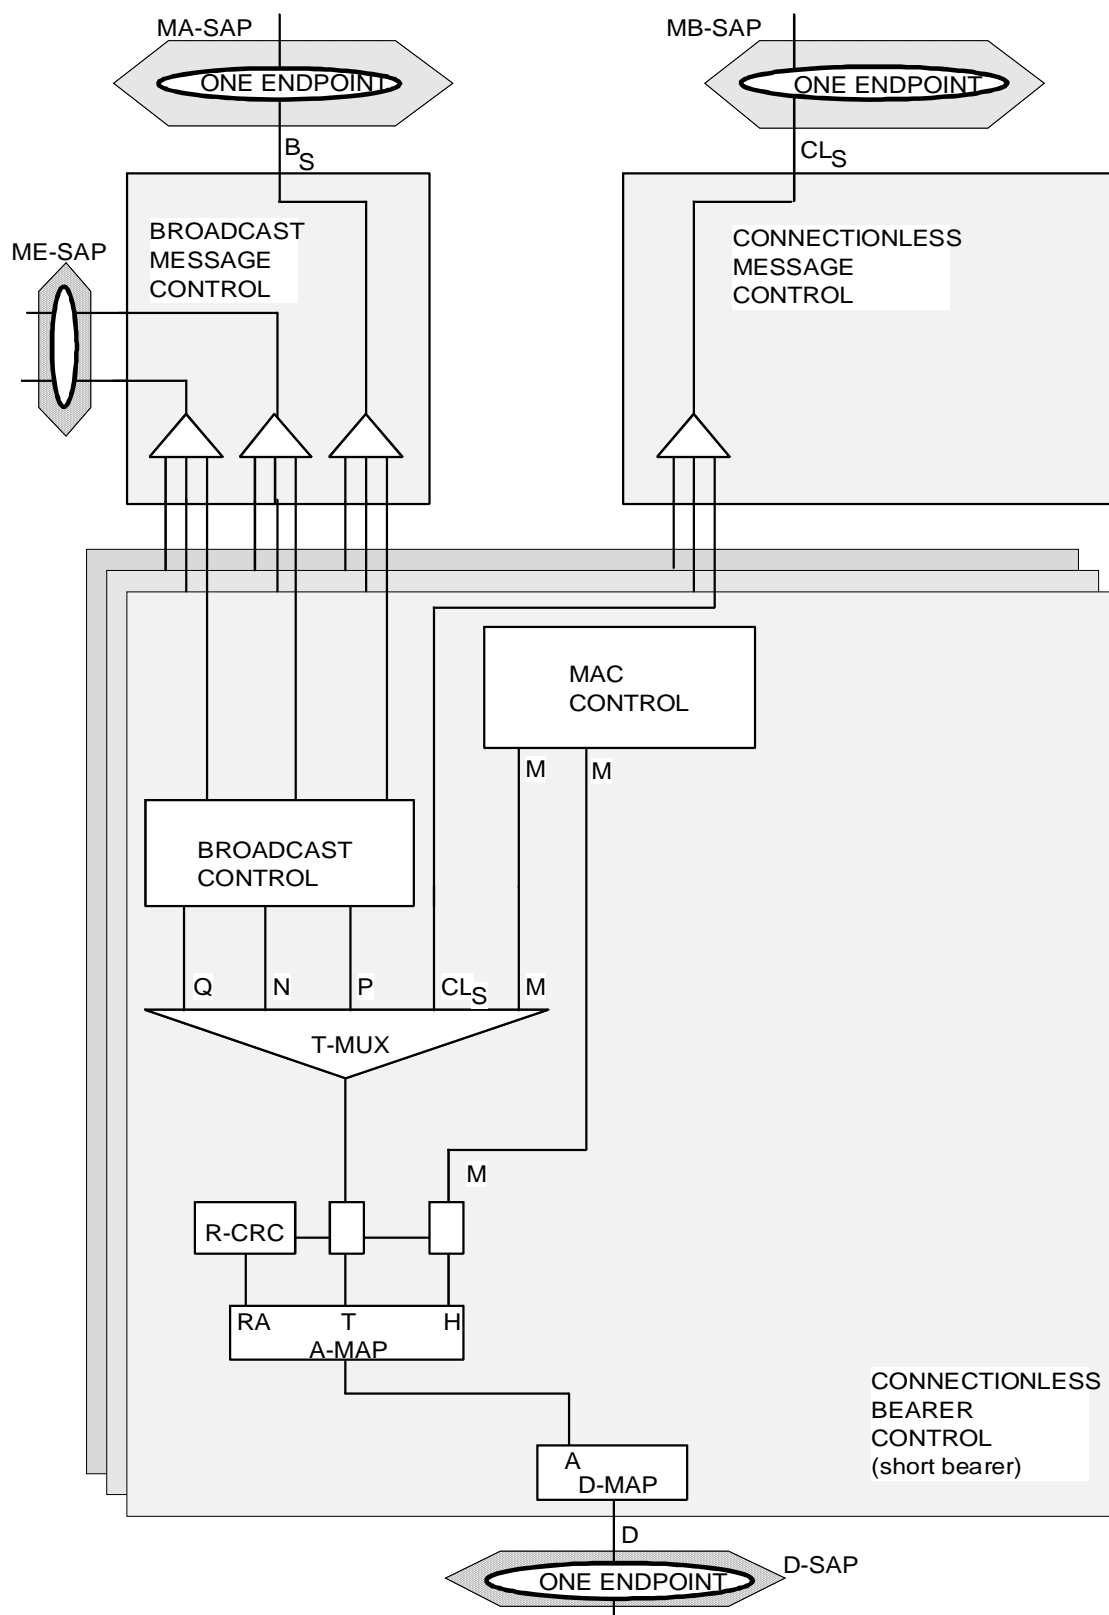 MA-SAP
MB-SAP
ONE ENDPOINT
ONE ENDPOINT
BS
CLS
ME-SAP
BROADCAST
MESSAGE
CONTROL
CONNECTIONLESS
MESSAGE
CONTROL
MAC
CONTROL
M
M
BROADCAST
CONTROL
Q
N
P
CLS
M
T-MUX
M
R-CRC
RA
T
H
A-MAP
CONNECTIONLESS
BEARER
CONTROL
(short bearer)
A
D-MAP
D
D-SAP
ONE ENDPOINT